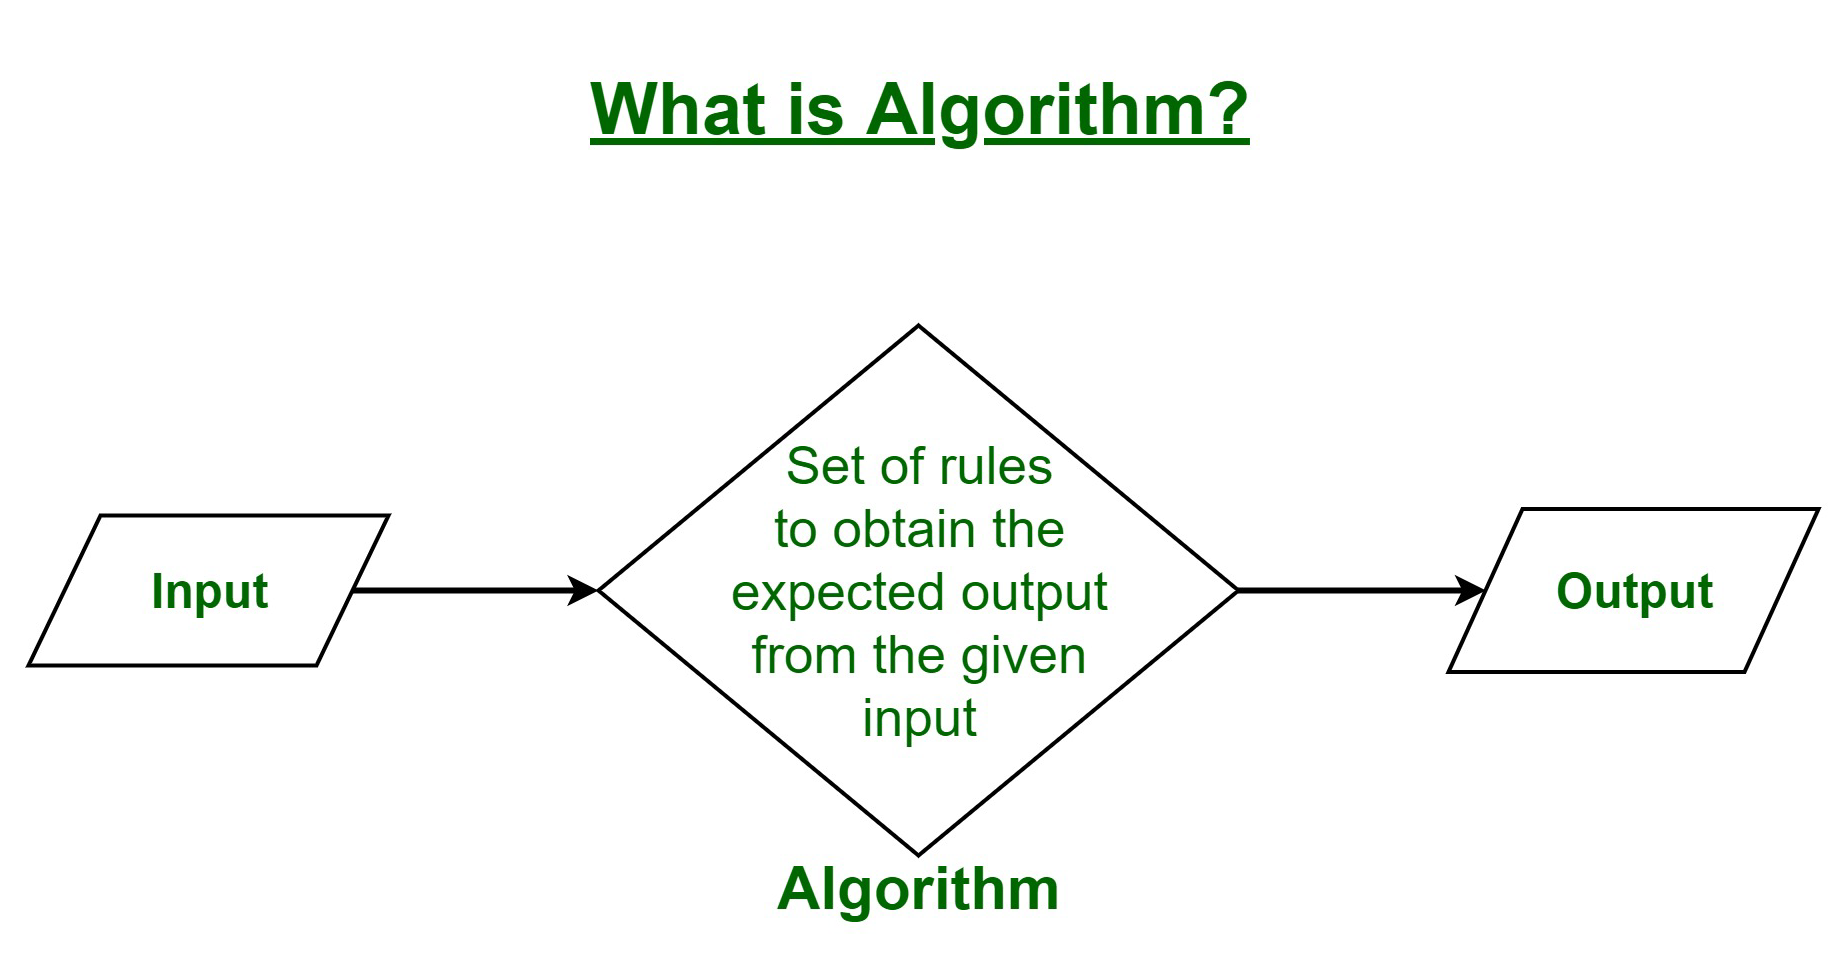 What is Algorithm?
Input
Set of rules
to obtain the
expected output
from the given
input
Output
Algorithm